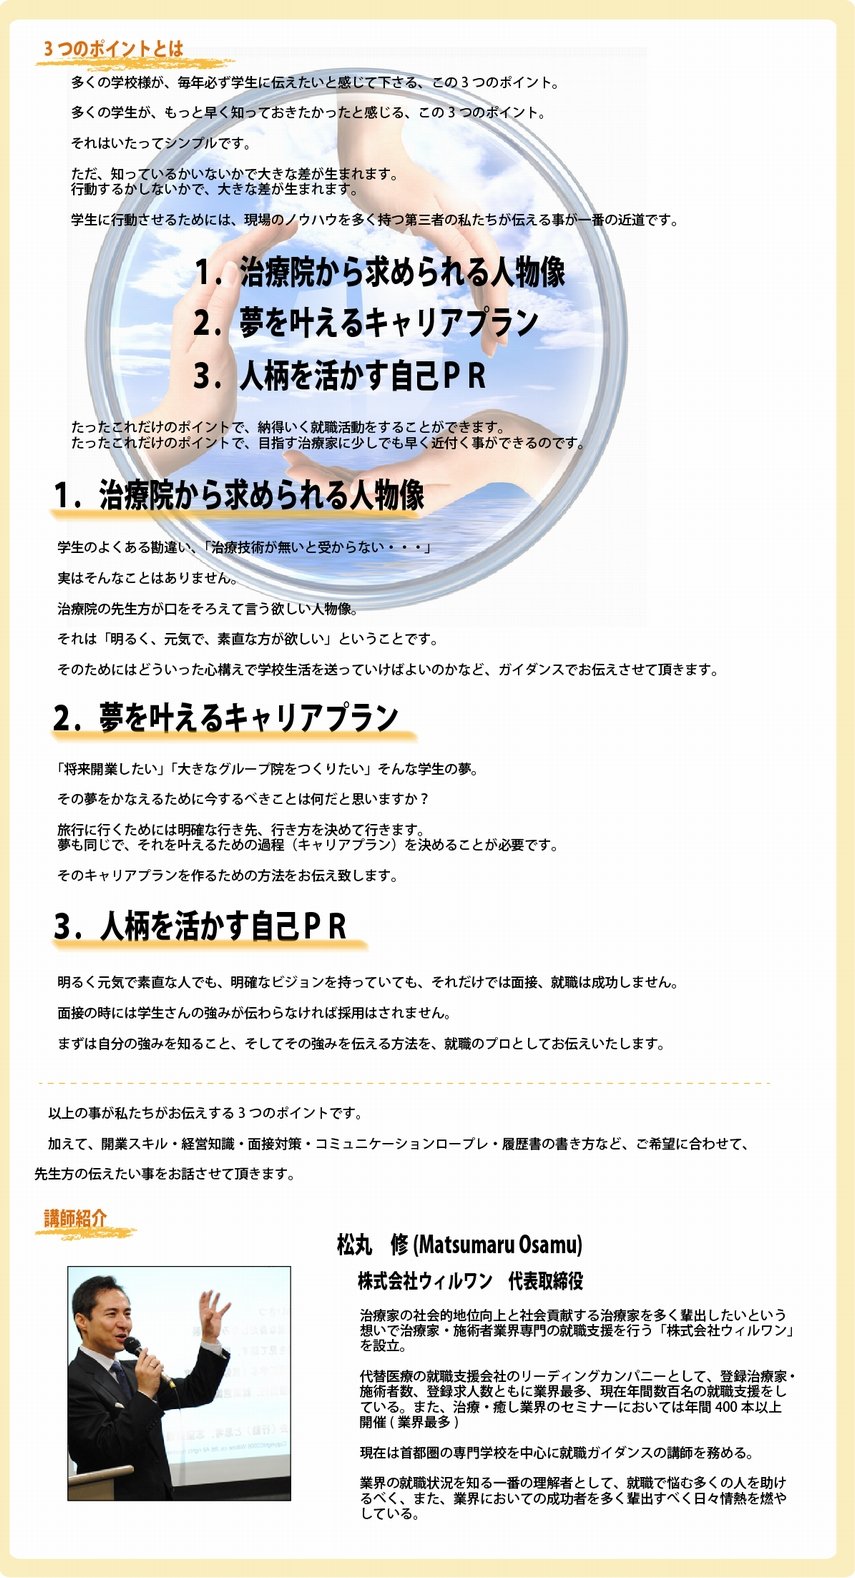 3つのポイントとは
多くの学校様が、毎年必ず学生に伝えたいと感じて下さる、この3つのポイント。
多くの学生が、もっと早く知っておきたかったと感じる、この3つのポイント。
それはいたってシンプルです。
ただ、知っているかいないかで大きな差が生まれます。
行動するかしないかで、大きな差が生まれます。
学生に行動させるためには、現場のノウハウを多く持つ第三者の私たちが伝える事が一番の近道です。
1．治療院から求められる人物像
2．夢を叶えるキャリアプラン
3．人柄を活かす自己ＰＲ
たったこれだけのポイントで、納得いく就職活動をすることができます。
たったこれだけのポイントで、目指す治療家に少しでも早く近付く事ができるのです。
1．治療院から求められる人物像
学生のよくある勘違い、「治療技術が無いと受からない・・・」
実はそんなことはありません。
治療院の先生方が口をそろえて言う欲しい人物像。
それは「明るく、元気で、素直な方が欲しい」ということです。
そのためにはどういった心構えで学校生活を送っていけばよいのかなど、ガイダンスでお伝えさせて頂きます。
2．夢を叶えるキャリアプラン
「将来開業したい」「大きなグループ院をつくりたい」そんな学生の夢。
その夢をかなえるために今するべきことは何だと思いますか？
旅行に行くためには明確な行き先、行き方を決めて行きます。
夢も同じで、それを叶えるための過程（キャリアプラン）を決めることが必要です。
そのキャリアプランを作るための方法をお伝え致します。
3．人柄を活かす自己ＰＲ
明るく元気で素直な人でも、明確なビジョンを持っていても、それだけでは面接、就職は成功しません。
面接の時には学生さんの強みが伝わらなければ採用はされません。
まずは自分の強みを知ること、そしてその強みを伝える方法を、就職のプロとしてお伝えいたします。
以上の事が私たちがお伝えする3つのポイントです。
加えて、開業スキル・経営知識・面接対策・コミュニケーションロープレ・履歴書の書き方など、ご希望に合わせて、
先生方の伝えたい事をお話させて頂きます。
講師紹介
松丸　修 (Matsumaru Osamu)
株式会社ウィルワン　代表取締役
治療家の社会的地位向上と社会貢献する治療家を多く輩出したいという
想いで治療家・施術者業界専門の就職支援を行う「株式会社ウィルワン」
を設立。
代替医療の就職支援会社のリーディングカンパニーとして、登録治療家・
施術者数、登録求人数ともに業界最多、現在年間数百名の就職支援をし
ている。また、治療・癒し業界のセミナーにおいては年間 400 本以上
開催 ( 業界最多 )
現在は首都圏の専門学校を中心に就職ガイダンスの講師を務める。
業界の就職状況を知る一番の理解者として、就職で悩む多くの人を助け
るべく、また、業界においての成功者を多く輩出すべく日々情熱を燃や
している。